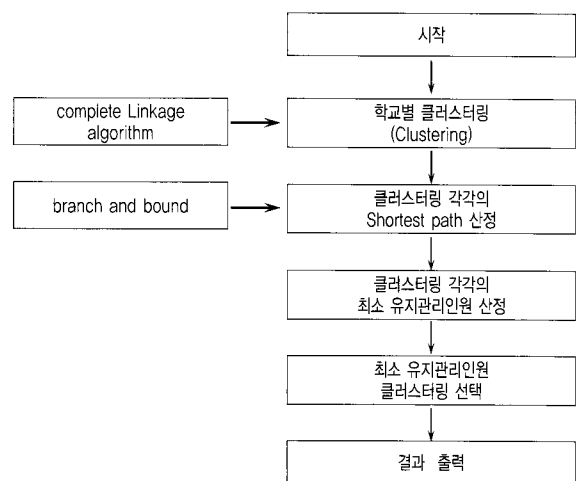 시작
complete Linkage
algorithm
학교별 클러스터링
(Clustering)
branch and bound
클러스터링 각각의
Shortest path 산정
클러스터링 각각의
최소 유지관리인원 산정
최소 유지관리인원
클러스터링 선택
결과 출력